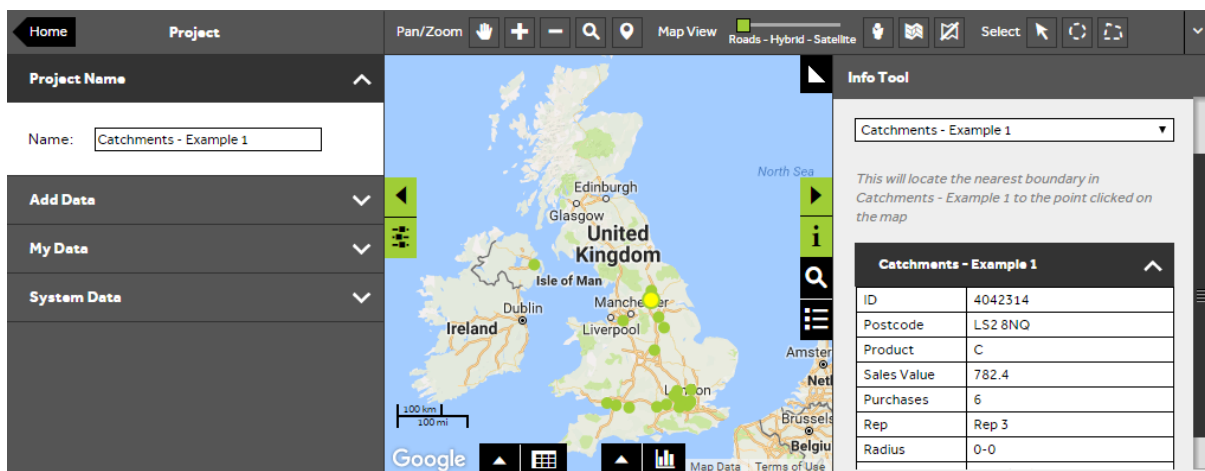 Home
Project
Pan/Zoom
Map View
Roads - Hybrid - Satellite
Select
Project Name
Name: Catchments - Example 1
Add Data
My Data
System Data
North Sea
Edinburgh
Glasgow
United
Kingdom
Isle of Man
Dublin
Manchester
Ireland
Liverpool
Amster
Netl
London
Brussels
Belgiu
100 km
100 mi
Google
Map Data
Terms of Use
Info Tool
Catchments - Example 1
This will locate the nearest boundary in
Catchments - Example 1 to the point clicked on
the map
Catchments - Example 1
ID 4042314
Postcode LS2 8NQ
Product C
Sales Value 782.4
Purchases 6
Rep Rep 3
Radius 0-0